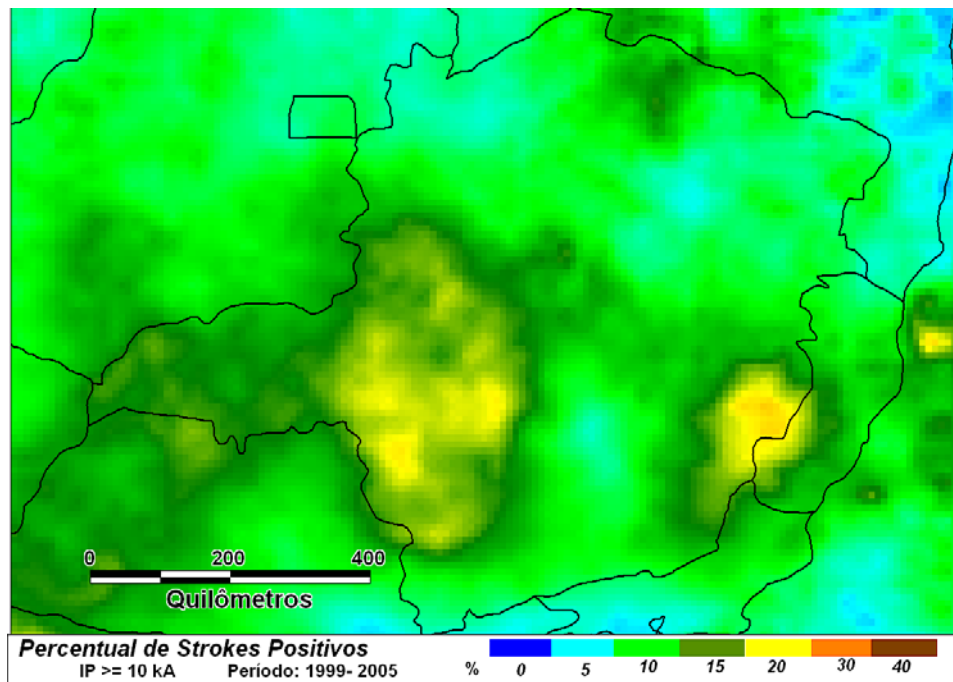 0 200 400
Quilômetros
Percentual de Strokes Positivos
IP >= 10 kA Período: 1999- 2005
% 0 5 10 15 20 30 40